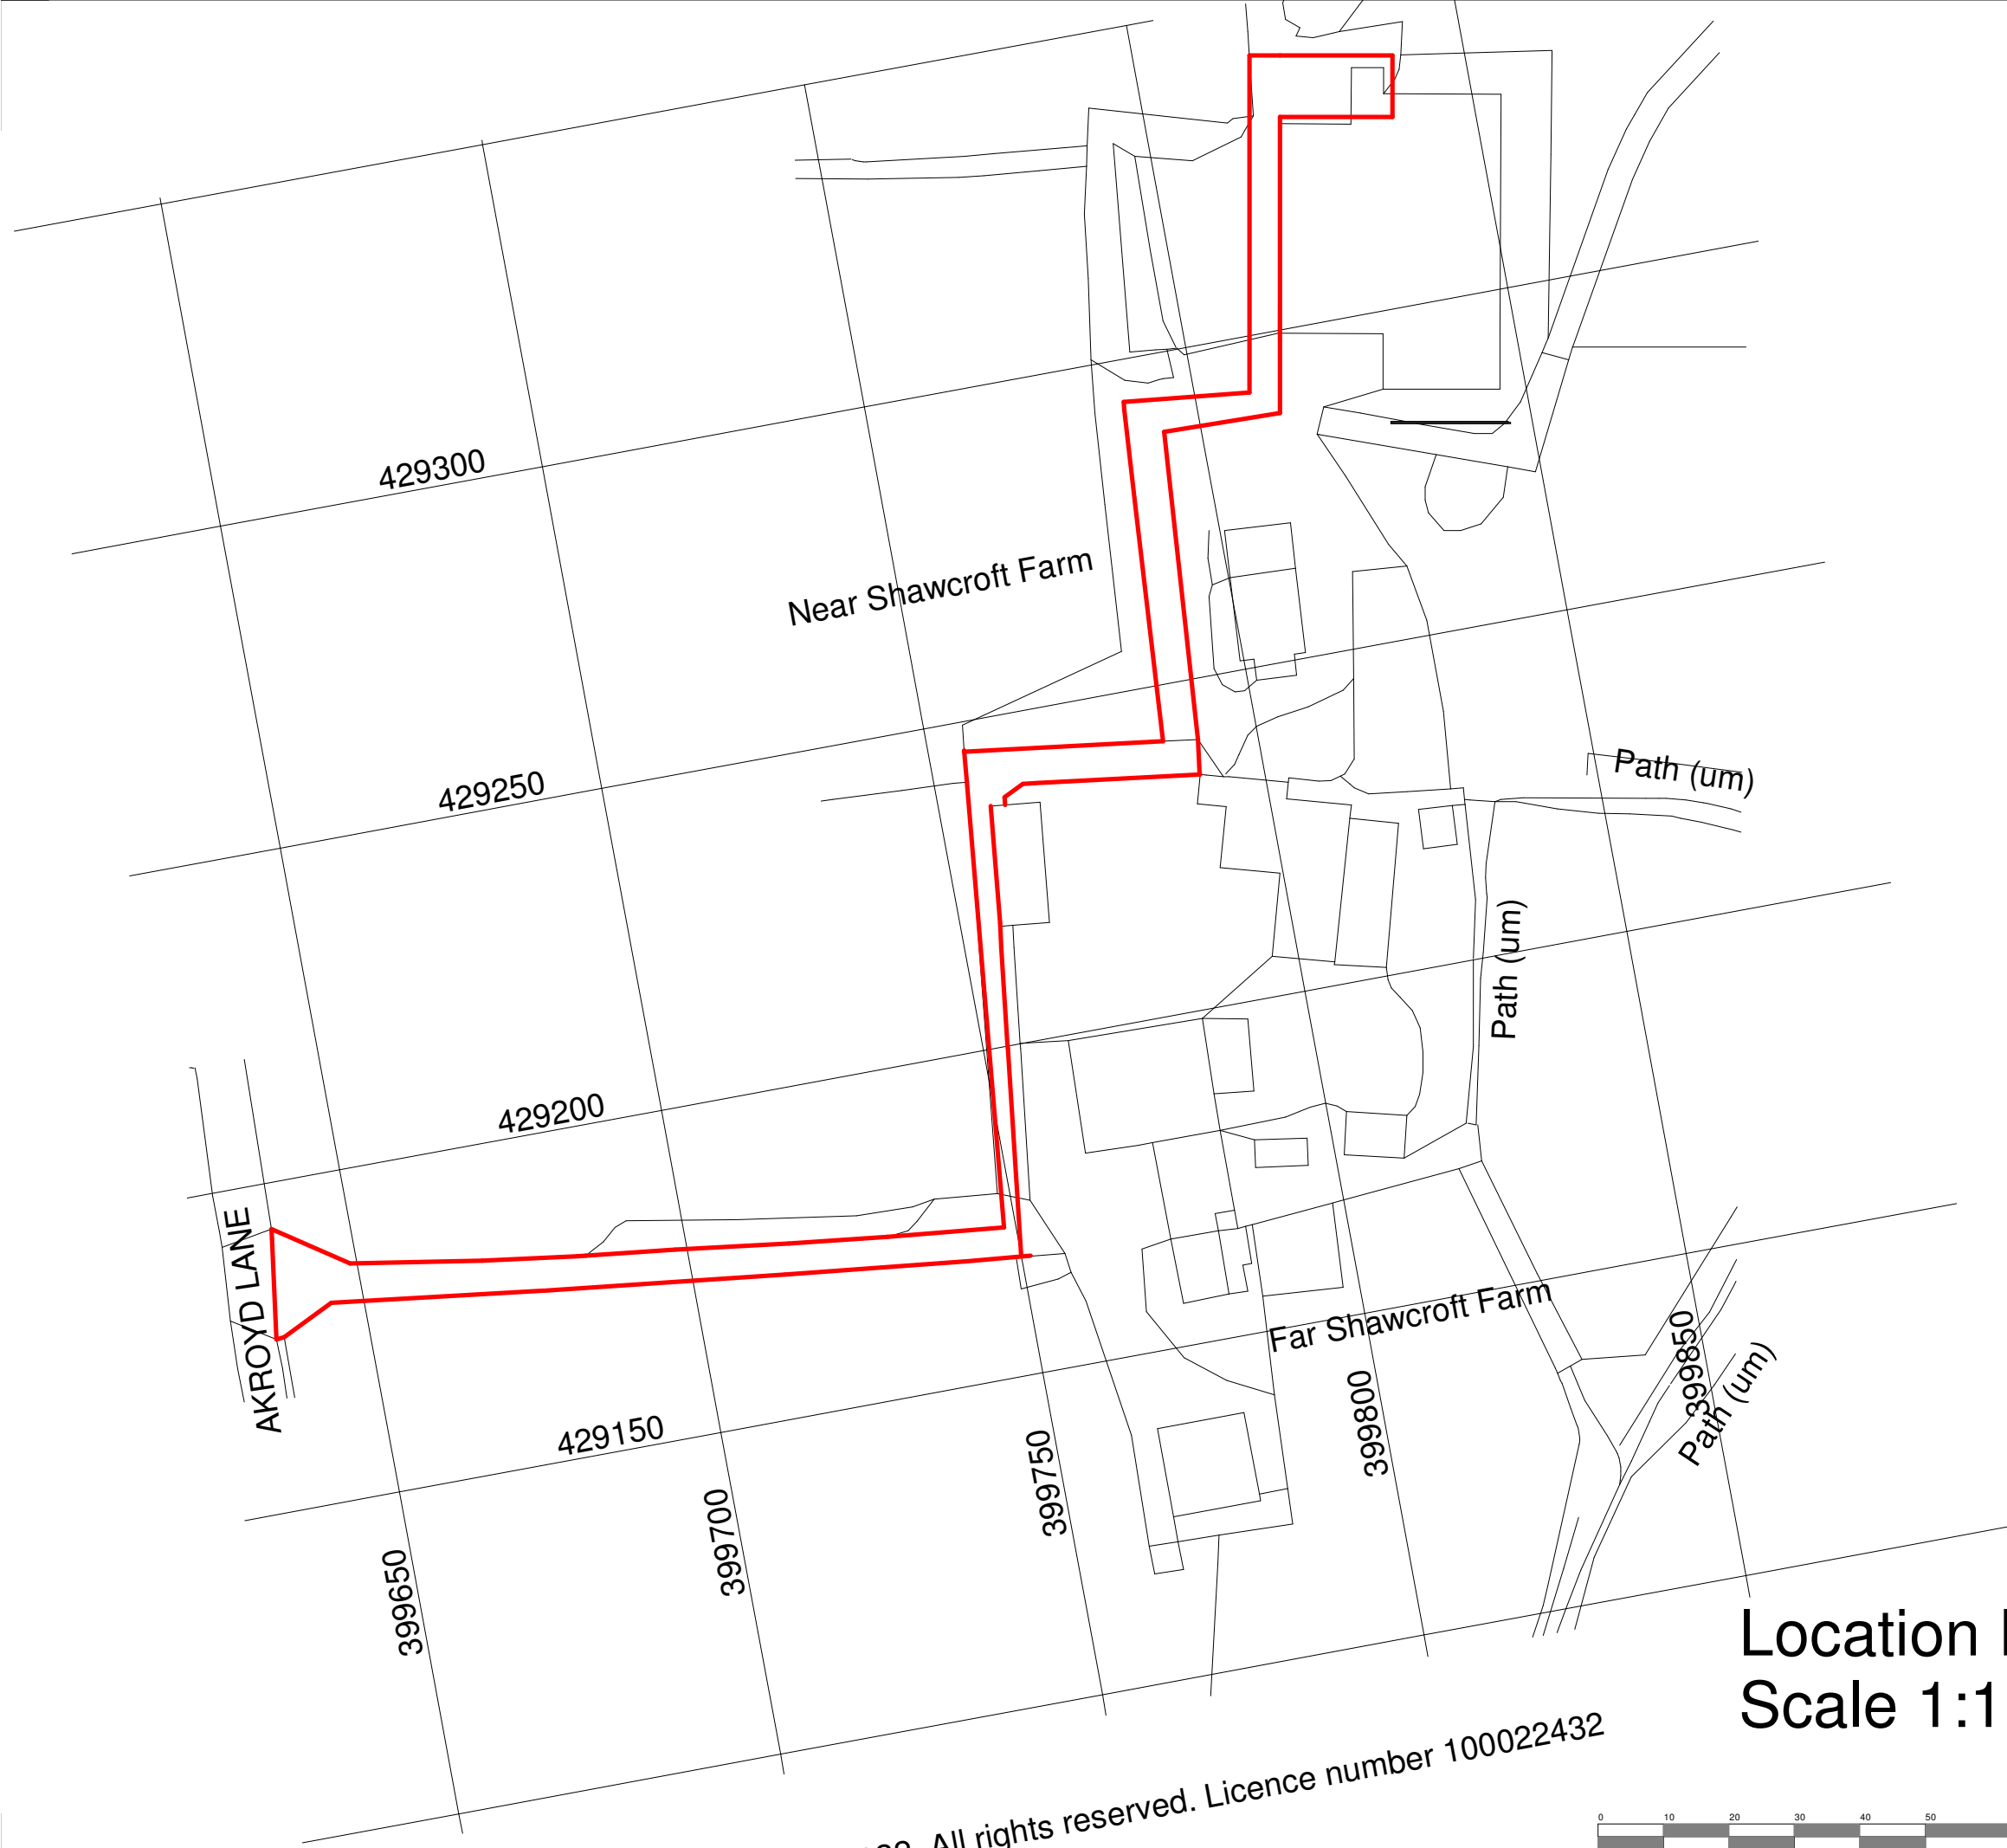 429300
Near Shawcroft Farm
429250
Path (um)
Path (um)
429200
AKROYD LANE
Far Shawcroft Farm
429150
399850
Path (um)
399800
399750
399700
399650
Location
Scale 1:1
All rights reserved. Licence number 100022432
0 10 20 30 40 50